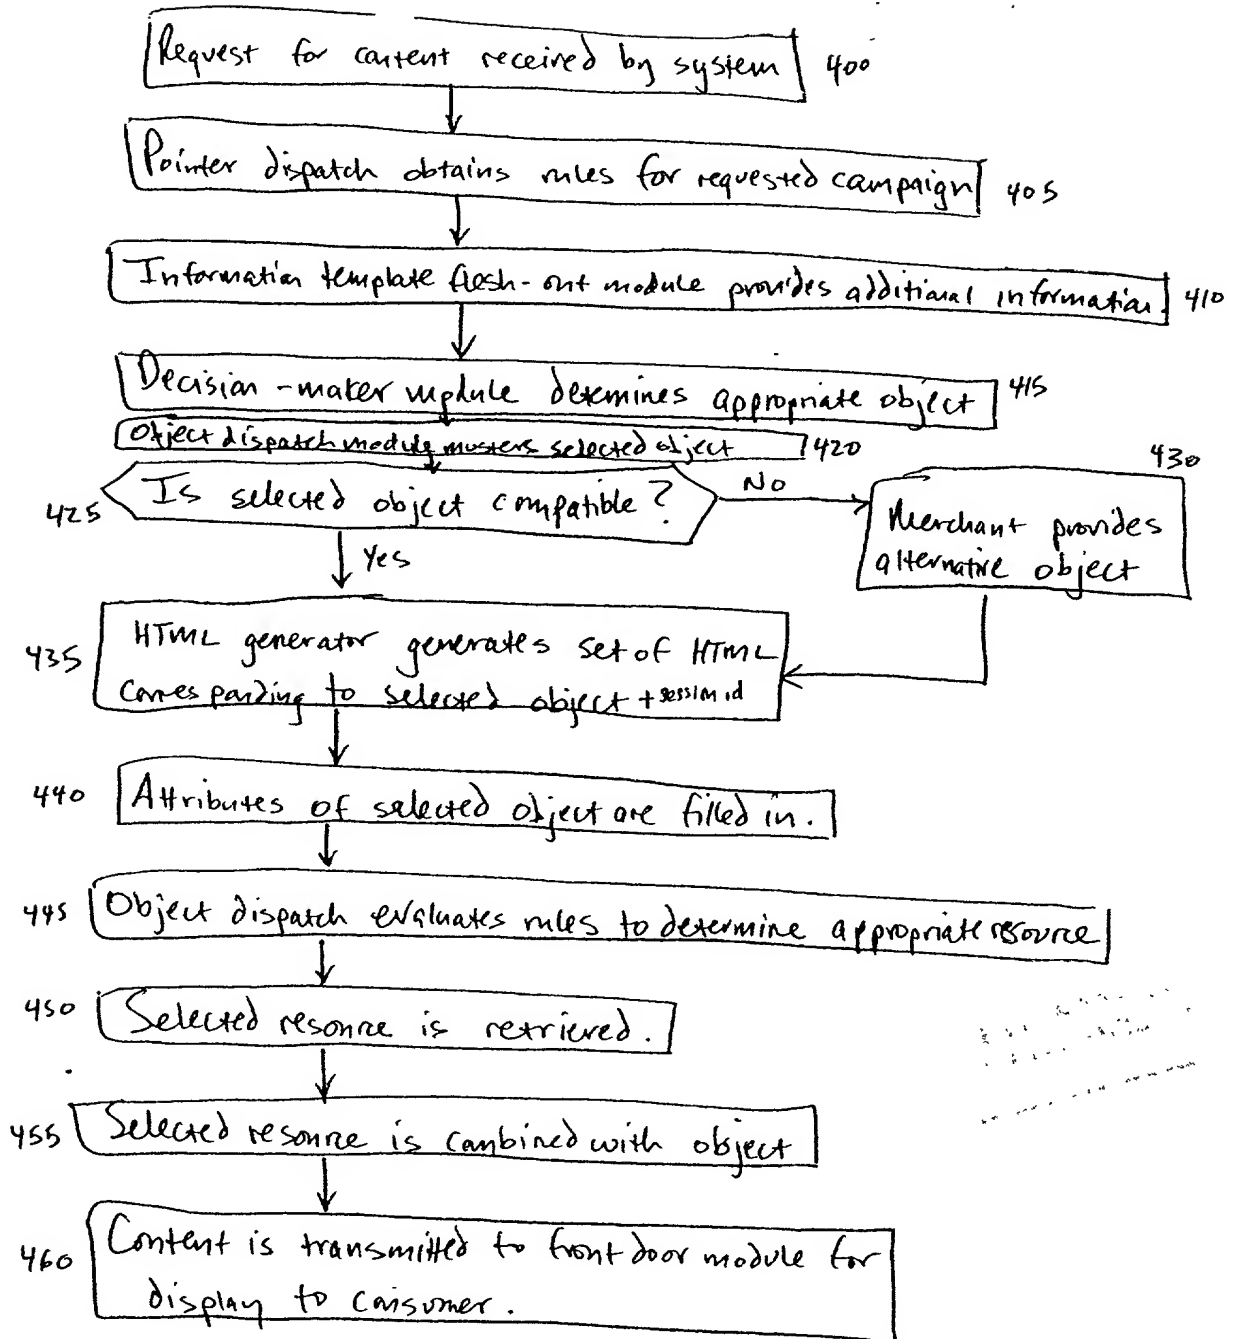 Request for content received by system 400
Pointer dispatch obtains rules for requested campaign 405
Information template flesh-out module provides additional information. 410
Decision-maker module determines appropriate object 415
Object dispatch module musters selected object 420
430
425 Is selected object compatible? No
Merchant provides
alternative object
Yes
435 HTML generator generates set of HTML
corresponding to selected object + session id
440 Attributes of selected object are filled in.
445 Object dispatch evaluates rules to determine appropriate resource
450 Selected resource is retrieved.
455 Selected resource is combined with object
460 Content is transmitted to front door module for
display to consumer.